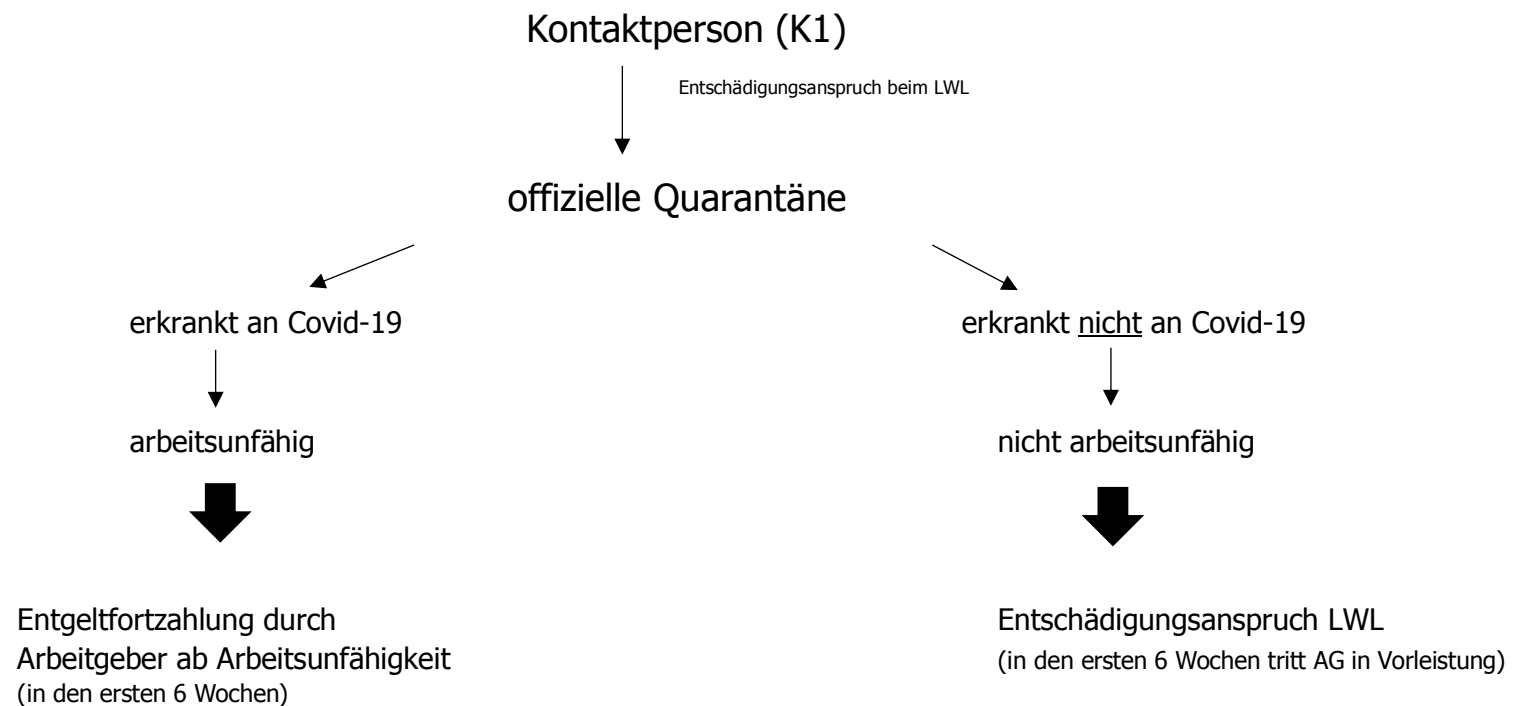 Kontaktperson (K1)
Entschädigungsanspruch beim LWL
offizielle Quarantäne
erkrankt an Covid-19
erkrankt nicht an Covid-19
arbeitsunfähig
nicht arbeitsunfähig
Entgeltfortzahlung durch
Arbeitgeber ab Arbeitsunfähigkeit
(in den ersten 6 Wochen)
Entschädigungsanspruch LWL
(in den ersten 6 Wochen tritt AG in Vorleistung)